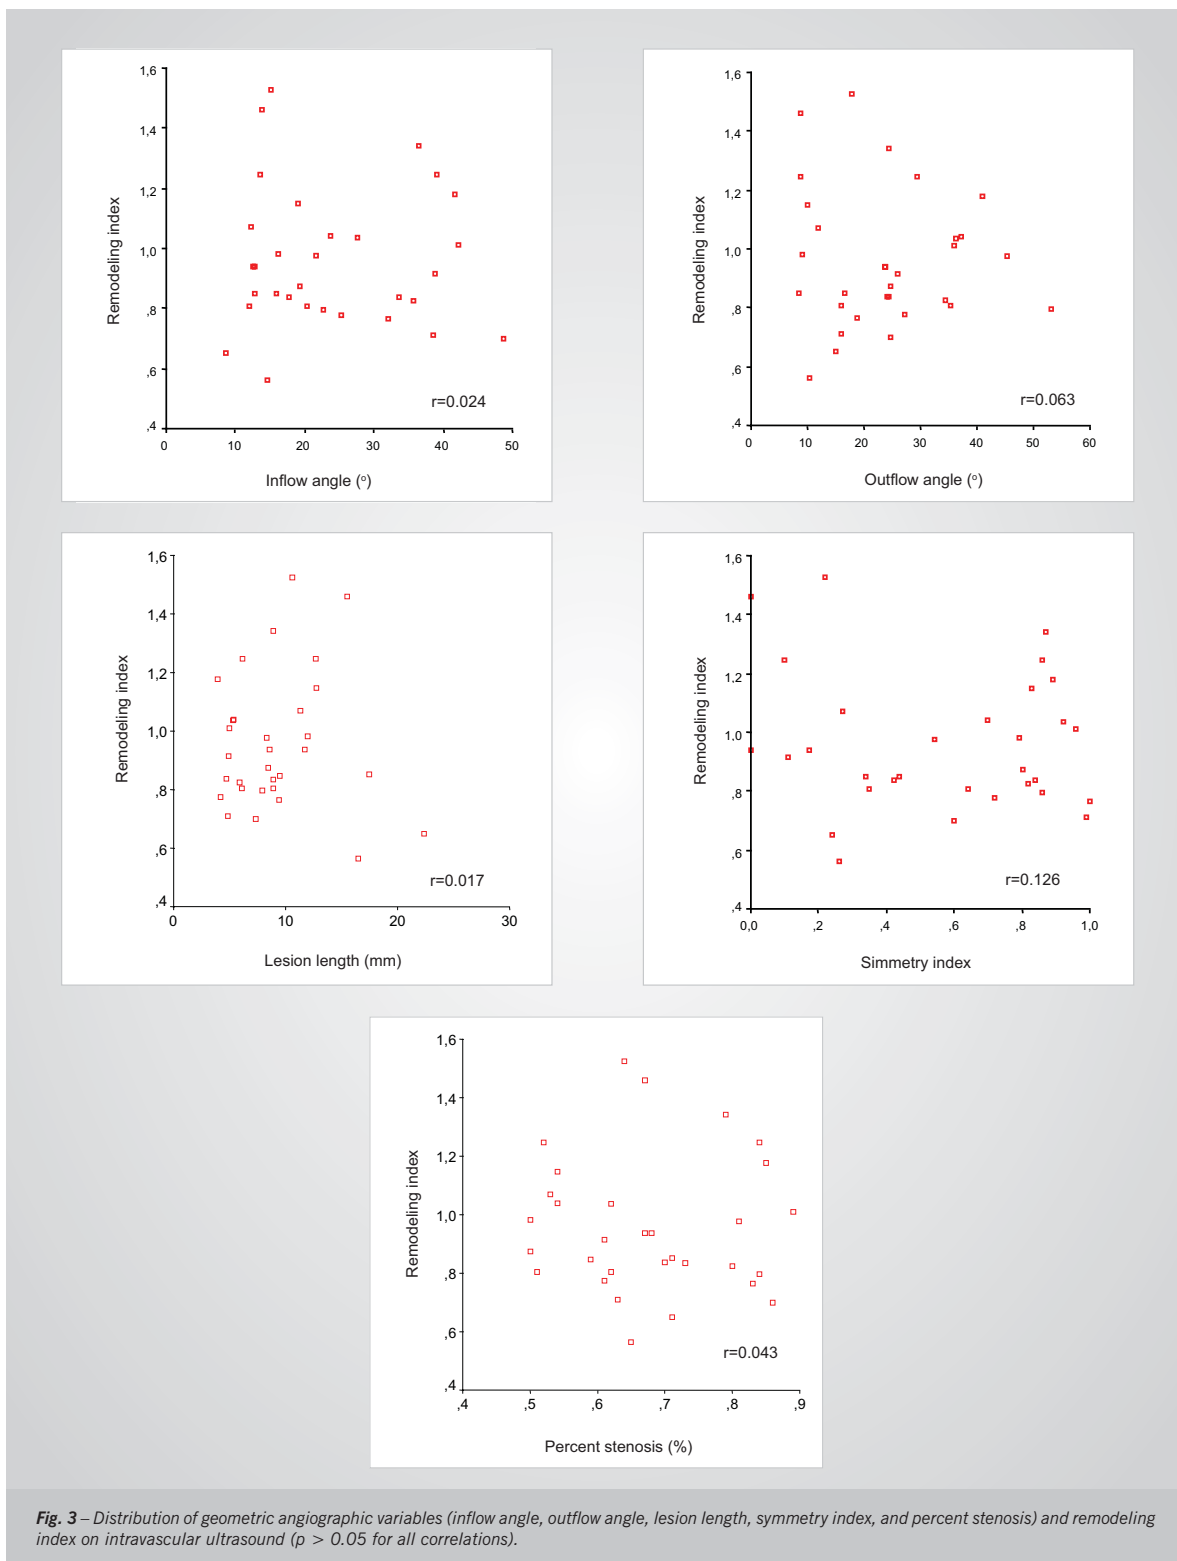 1,6
1,4
1,2
1,0
,8
,6
,4
Remodeling index
r=0.024
0 10 20 30 40 50
Inflow angle (°)
1,6
1,4
1,2
1,0
,8
,6
,4
Remodeling index
r=0.063
0 10 20 30 40 50 60
Outflow angle (°)
1,6
1,4
1,2
1,0
,8
,6
,4
Remodeling index
r=0.017
0 10 20 30
Lesion length (mm)
1,6
1,4
1,2
1,0
,8
,6
,4
Remodeling index
r=0.126
0,0 ,2 ,4 ,6 ,8 1,0
Simmetry index
1,6
1,4
1,2
1,0
,8
,6
,4
Remodeling index
r=0.043
,4 ,5 ,6 ,7 ,8 ,9
Percent stenosis (%)
Fig. 3 – Distribution of geometric angiographic variables (inflow angle, outflow angle, lesion length, symmetry index, and percent stenosis) and remodeling
index on intravascular ultrasound (p > 0.05 for all correlations).